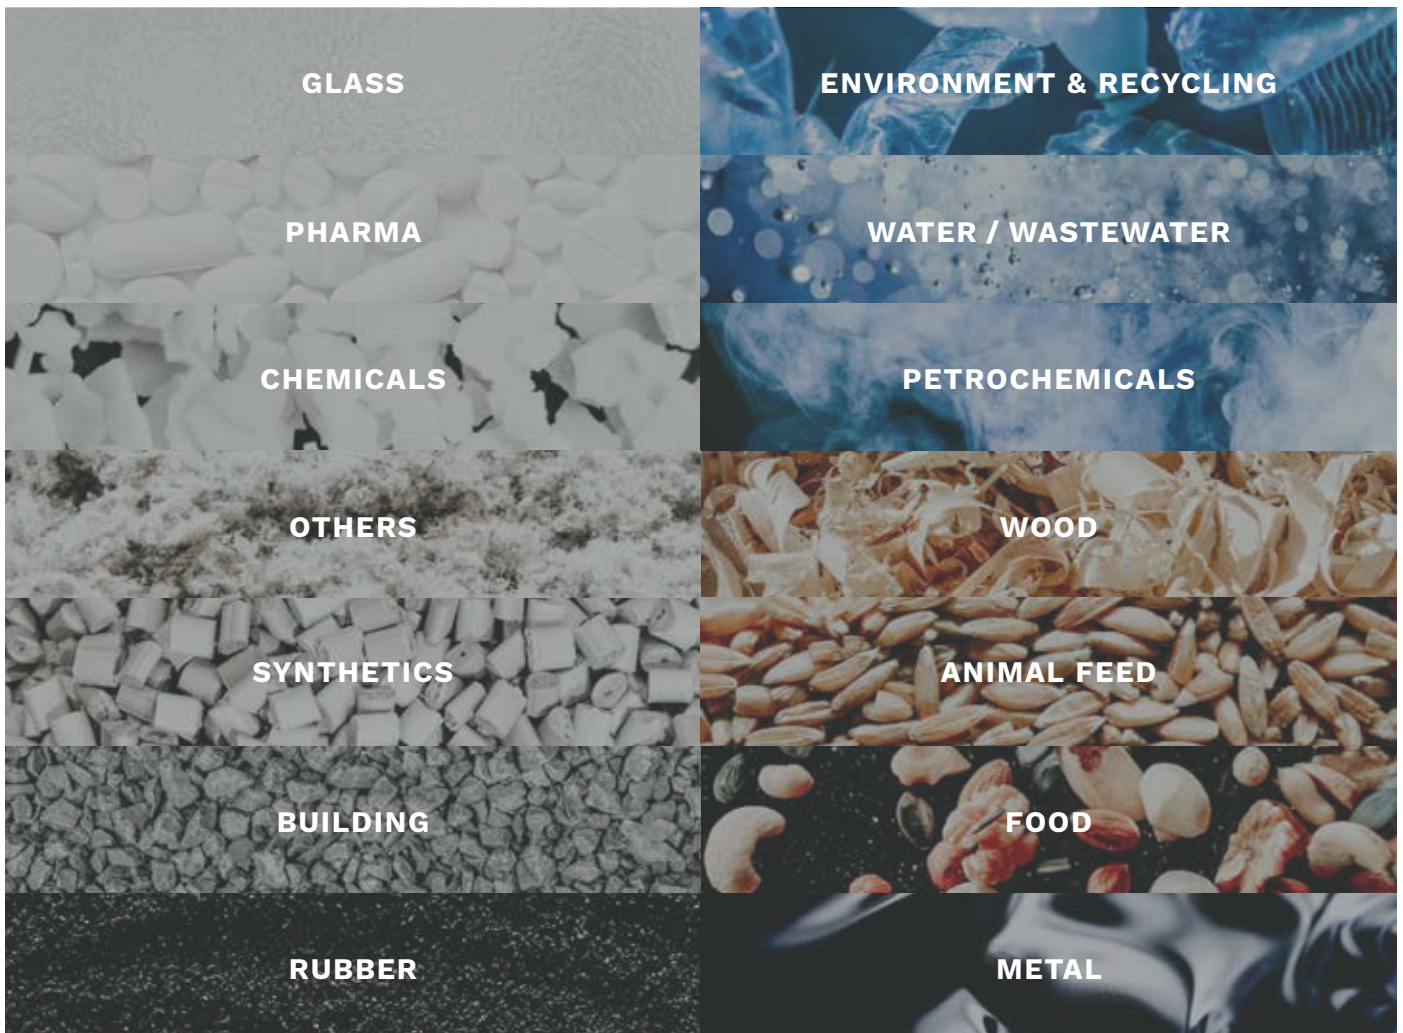 GLASS
ENVIRONMENT & RECYCLING
PHARMA
WATER / WASTEWATER
CHEMICALS
PETROCHEMICALS
OTHERS
WOOD
SYNTHETICS
ANIMAL FEED
BUILDING
FOOD
RUBBER
METAL